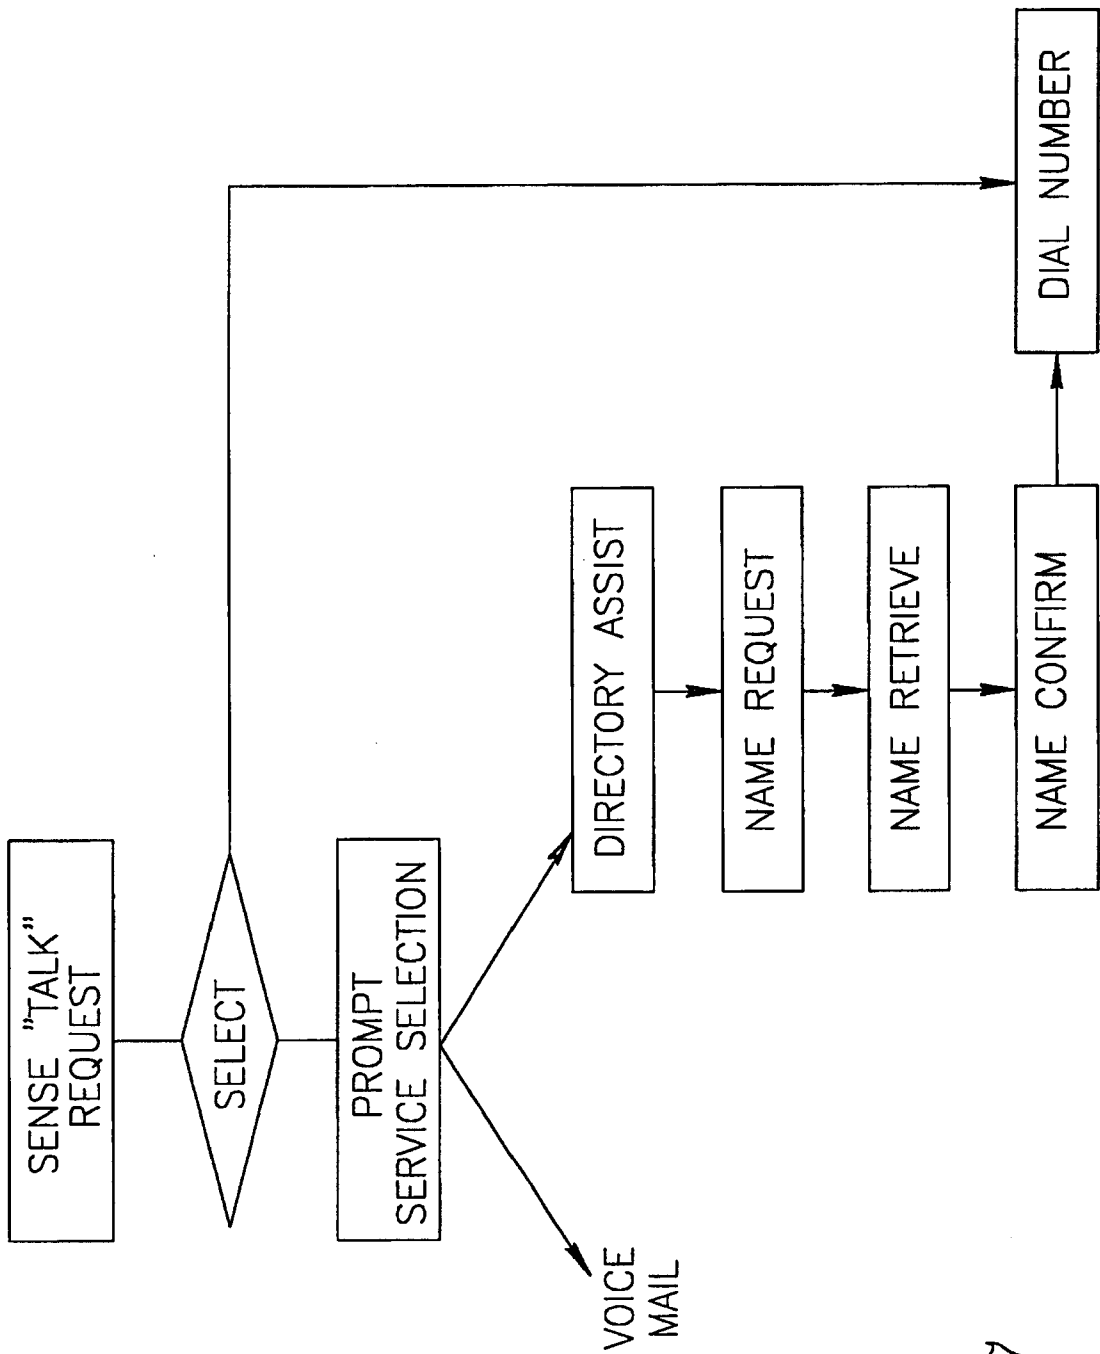 SENSE "TALK"
REQUEST
SELECT
PROMPT
SERVICE SELECTION
VOICE
MAIL
DIRECTORY ASSIST
NAME REQUEST
NAME RETRIEVE
NAME CONFIRM
DIAL NUMBER